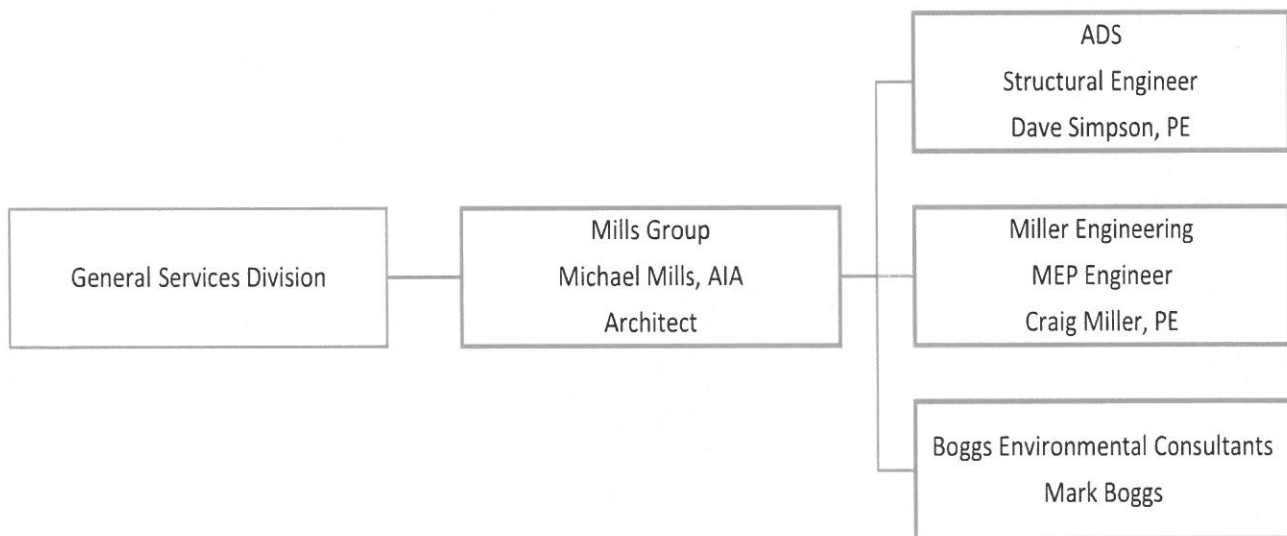 General Services Division
Mills Group
Michael Mills, AIA
Architect
ADS
Structural Engineer
Dave Simpson, PE
Miller Engineering
MEP Engineer
Craig Miller, PE
Boggs Environmental Consultants
Mark Boggs